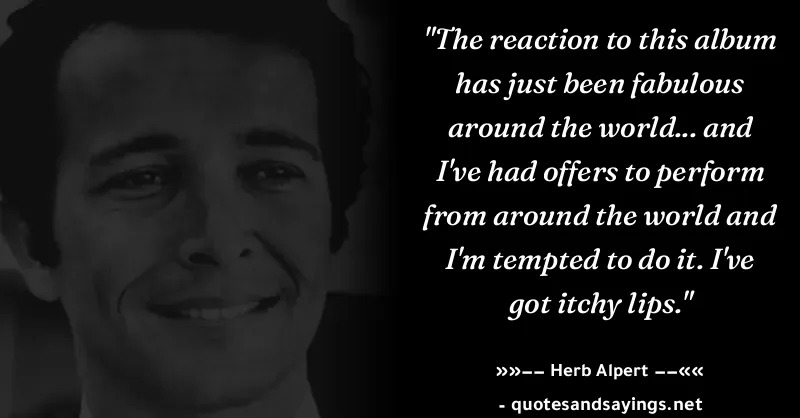 "The reaction to this album
has just been fabulous
around the world... and
I've had offers to perform
from around the world and
I'm tempted to do it. I've
got itchy lips."
»»−− Herb Alpert −−««
- quotesandsayings.net